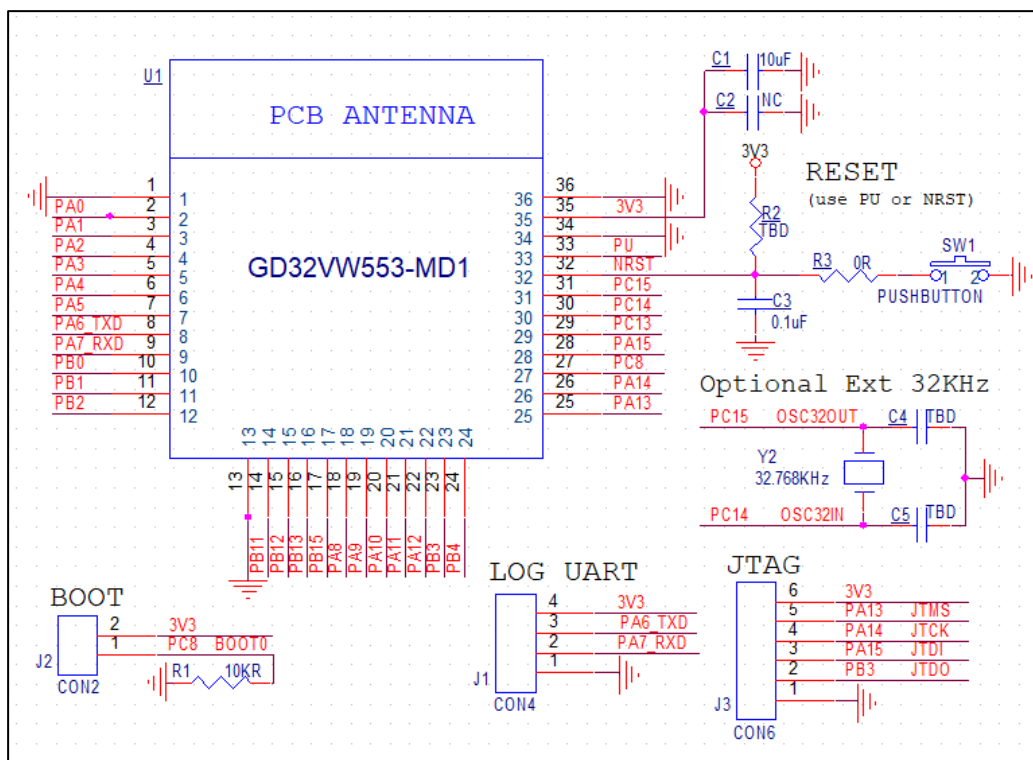 U1
PCB ANTENNA
GD32VW553-MD1
1 1
PA0 2 2
PA1 3 3
PA2 4 4
PA3 5 5
PA4 6 6
PA5 7 7
PA6_TXD 8 8
PA7_RXD 9 9
PB0 10 10
PB1 11 11
PB2 12 12
13 14 15 16 17 18 19 20 21 22 23 24
13 14 15 16 17 18 19 20 21 22 23 24
PB11 PB12 PB13 PB15 PA8 PA9 PA10 PA11 PA12 PB3 PB4
36 36
35 35 3V3
34 34
33 33 PU
32 32 NRST
31 31 PC15
30 30 PC14
29 29 PC13
28 28 PA15
27 27 PC8
26 26 PA14
25 25 PA13
C1 10uF
C2 NC
3V3
R2
TBD
RESET
(use PU or NRST)
R3 0R
SW1
1 2
PUSHBUTTON
C3
0.1uF
Optional Ext 32KHz
PC15 OSC32OUT C4 TBD
Y2
32.768KHz
PC14 OSC32IN C5 TBD
BOOT
2 3V3
1 PC8 BOOT0
J2
R1 10KR
CON2
LOG UART
4 3V3
3 PA6_TXD
2 PA7_RXD
1
J1
CON4
JTAG
6 3V3
5 PA13 JTMS
4 PA14 JTCK
3 PA15 JTDI
2 PB3 JTDO
1
J3
CON6